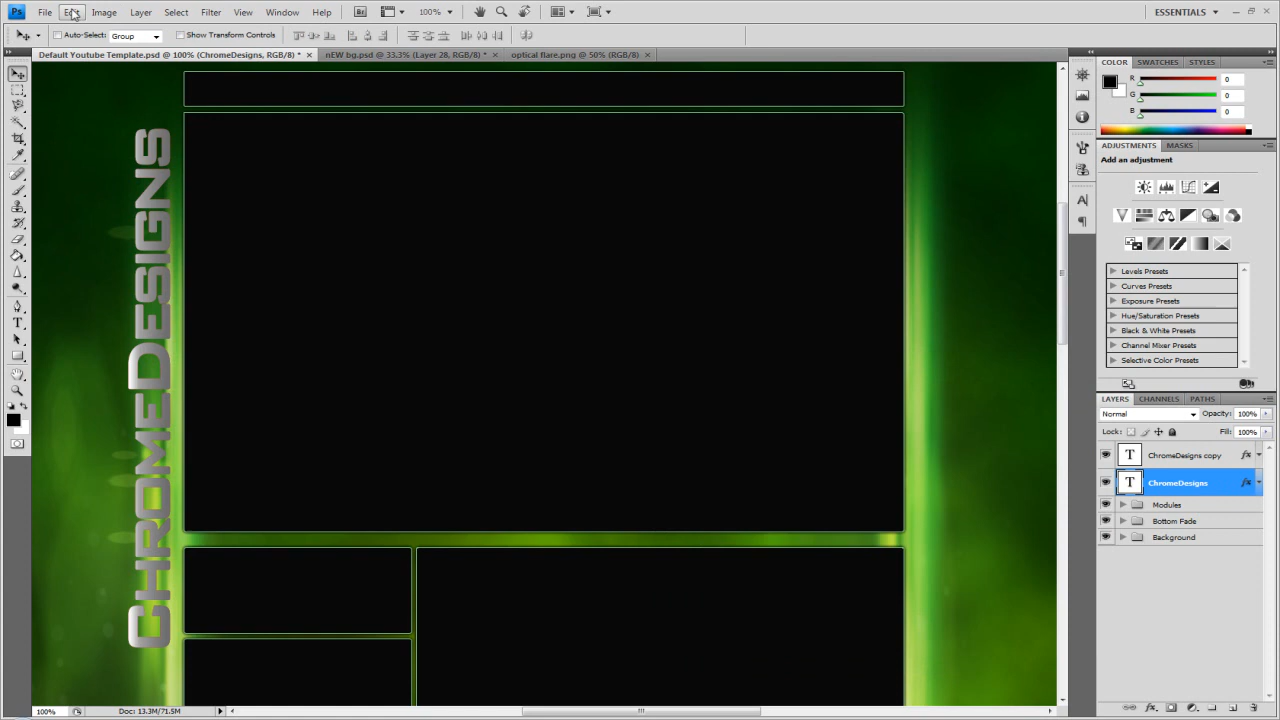 Ps File Edit Image Layer Select Filter View Window Help Br 100% ESSENTIALS
Auto-Select: Group Show Transform Controls
Default Youtube Template.psd @ 100% (ChromeDesigns, RGB/8) * × nEW bg.psd @ 33.3% (Layer 28, RGB/8) * × optical flare.png @ 50% (RGB/8) ×
COLOR SWATCHES STYLES
R 0
G 0
B 0
ADJUSTMENTS MASKS
Add an adjustment
Levels Presets
Curves Presets
Exposure Presets
Hue/Saturation Presets
Black & White Presets
Channel Mixer Presets
Selective Color Presets
LAYERS CHANNELS PATHS
Normal Opacity: 100%
Lock: Fill: 100%
T ChromeDesigns copy fx
T ChromeDesigns fx
Modules
Bottom Fade
Background
CHROMEDESIGNS
100% Doc: 13.3M/71.5M